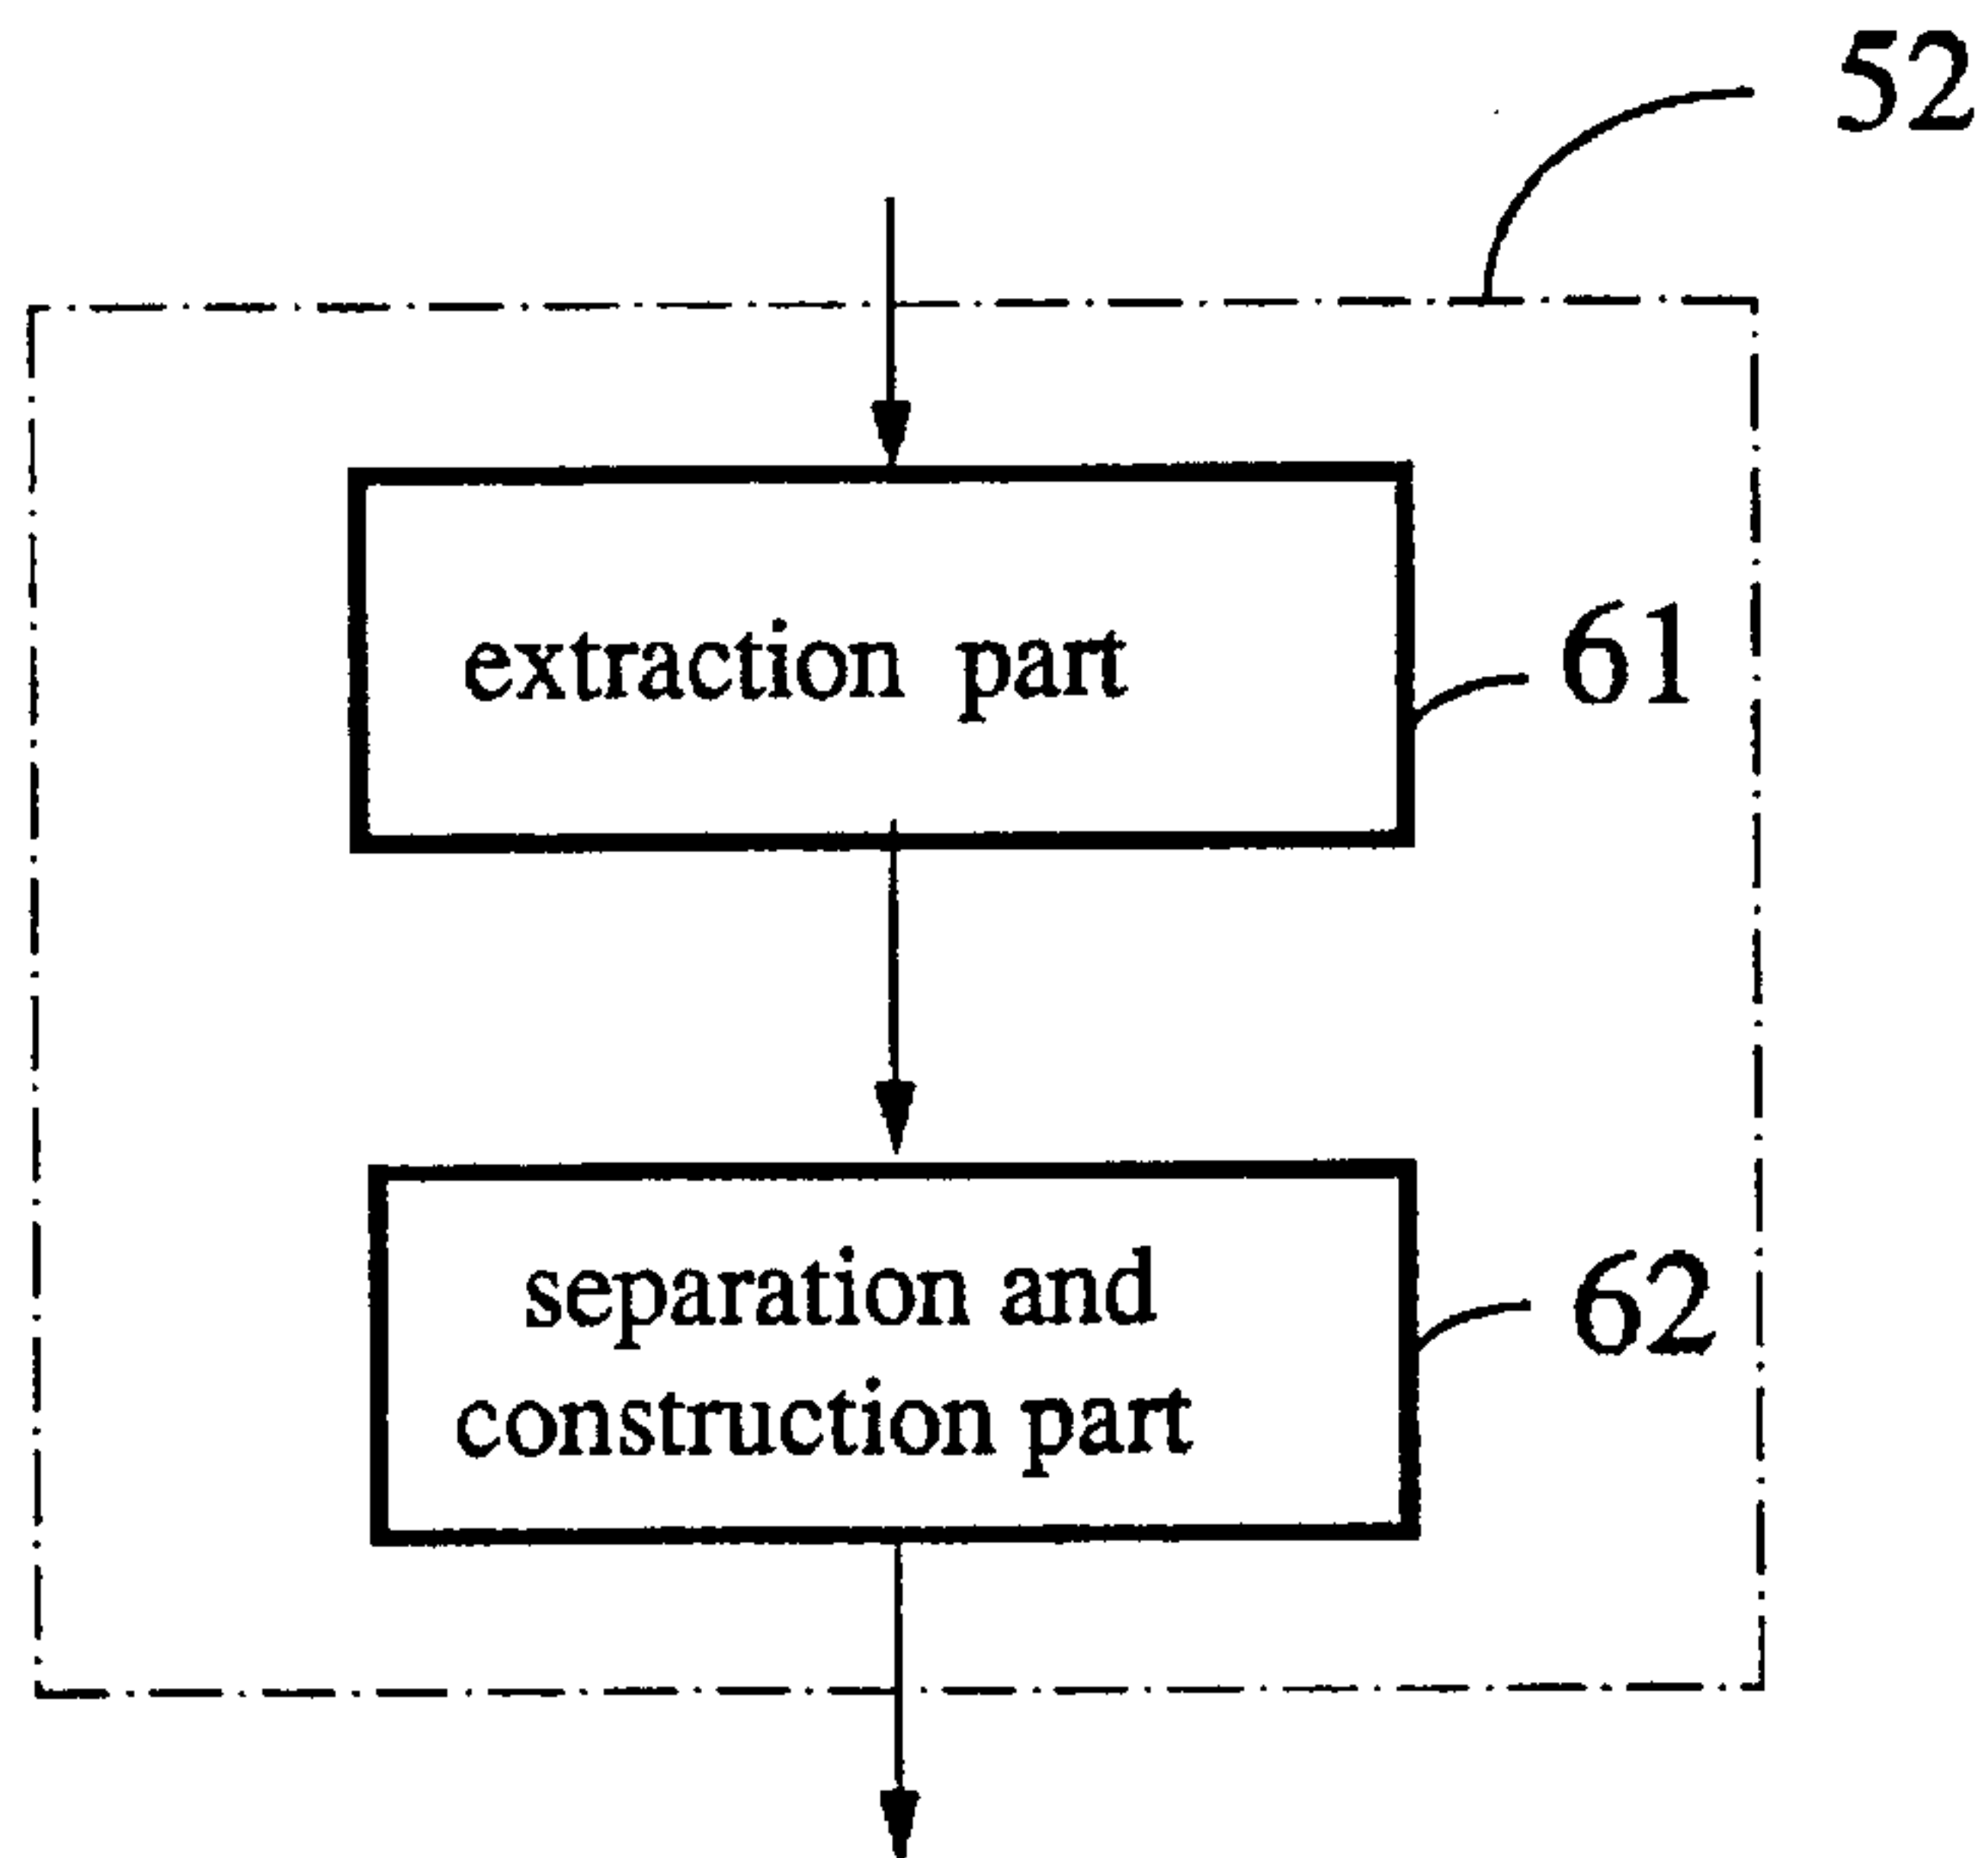 52
extraction part
61
separation and
construction part
62